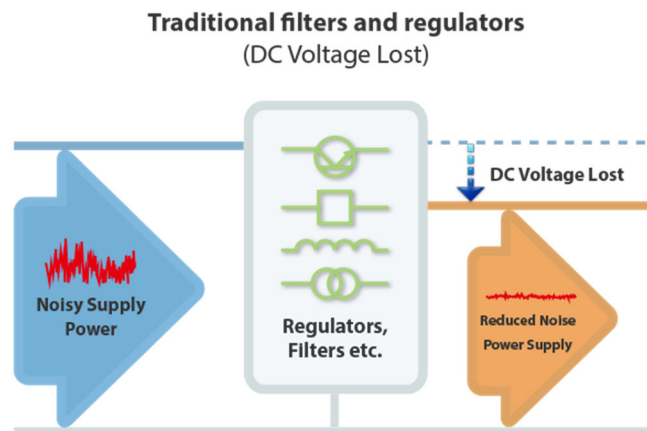 Traditional filters and regulators
(DC Voltage Lost)
DC Voltage Lost
Noisy Supply
Power
Regulators,
Filters etc.
Reduced Noise
Power Supply